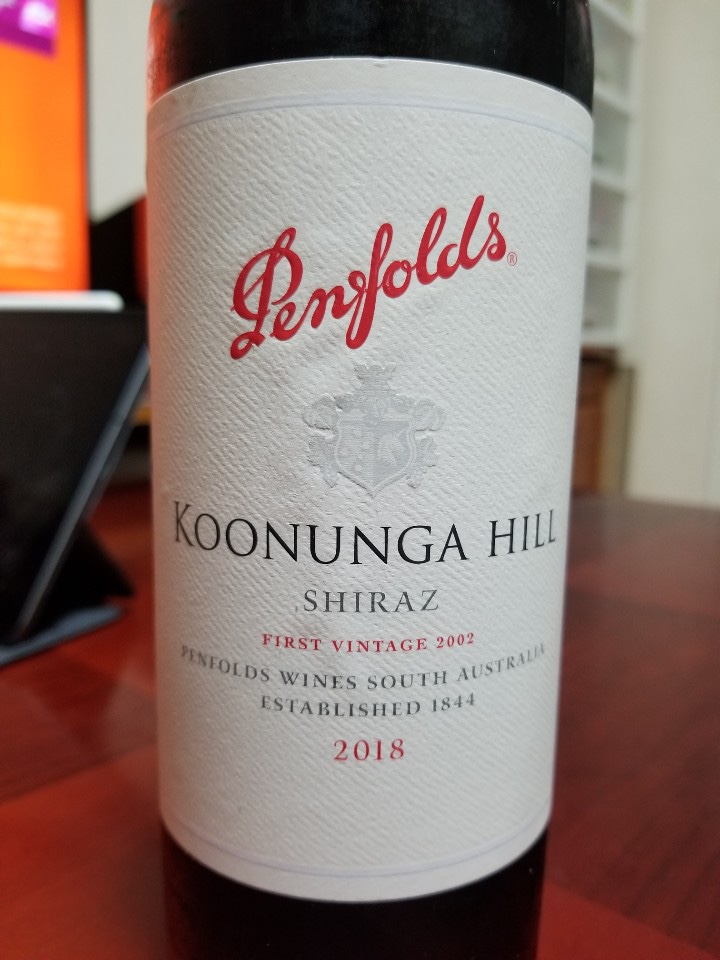 Penfolds®
KOONUNGA HILL
SHIRAZ
FIRST VINTAGE 2002
PENFOLDS WINES SOUTH AUSTRALIA
ESTABLISHED 1844
2018